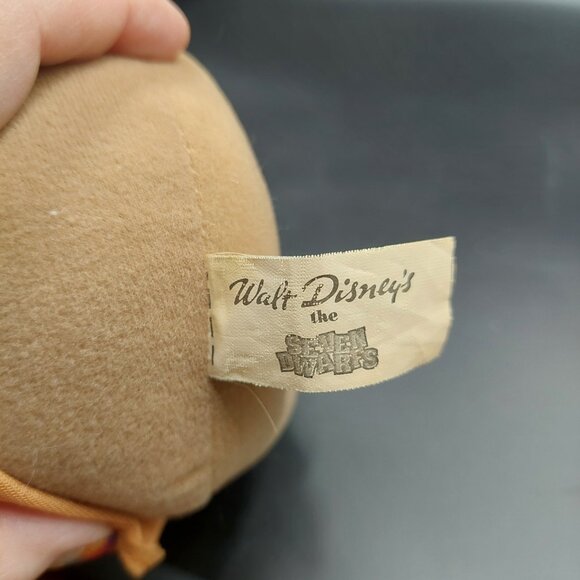 Walt Disney's
the
SEVEN
DWARFS